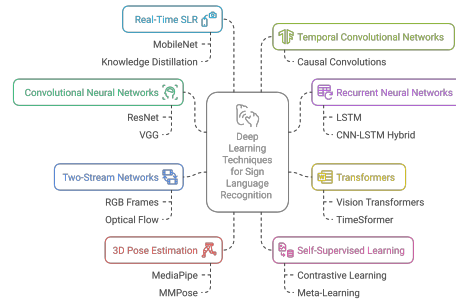 Real-Time SLR
MobileNet
Knowledge Distillation
Convolutional Neural Networks
ResNet
VGG
Two-Stream Networks
RGB Frames
Optical Flow
3D Pose Estimation
MediaPipe
MMPose
Deep
Learning
Techniques
for Sign
Language
Recognition
Temporal Convolutional Networks
Causal Convolutions
Recurrent Neural Networks
LSTM
CNN-LSTM Hybrid
Transformers
Vision Transformers
TimeSformer
Self-Supervised Learning
Contrastive Learning
Meta-Learning